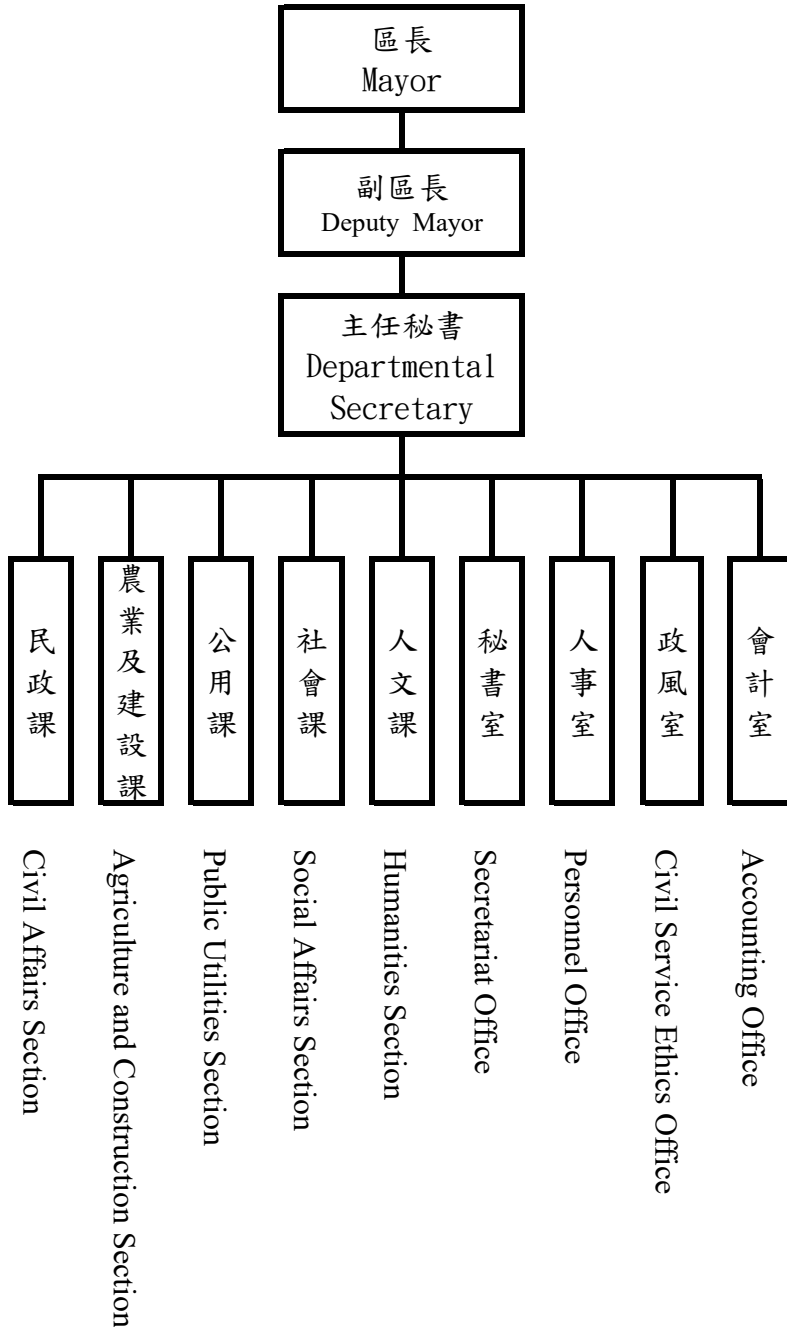 區長
Mayor
副區長
Deputy Mayor
主任秘書
Departmental
Secretary
民政課
農業及建設課
公用課
社會課
人文課
秘書室
人事室
政風室
會計室
Civil Affairs Section
Agriculture and Construction Section
Public Utilities Section
Social Affairs Section
Humanities Section
Secretariat Office
Personnel Office
Civil Service Ethics Office
Accounting Office